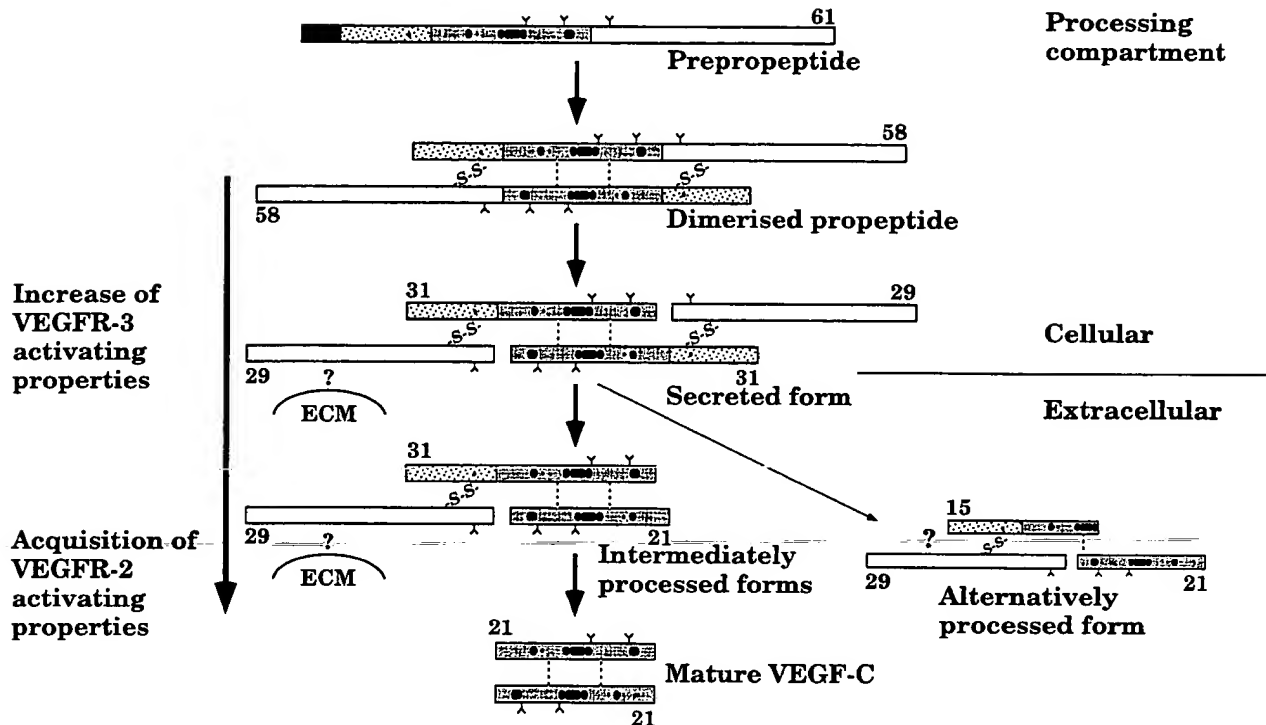 61
Processing
compartment
Prepropeptide
58
-S-S-
-S-S-
58
Dimerised propeptide
Increase of
VEGFR-3
activating
properties
31
29
-S-S-
-S-S-
Cellular
29
31
?
ECM
Secreted form
Extracellular
31
-S-S-
29
21
Acquisition of
VEGFR-2
activating
properties
?
ECM
Intermediately
processed forms
15
?
S-S-
29
21
Alternatively
processed form
21
Mature VEGF-C
21